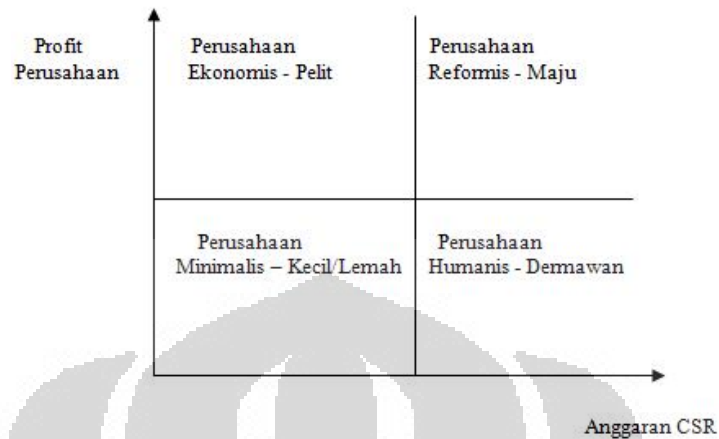 Profit
Perusahaan
Perusahaan
Ekonomis - Pelit
Perusahaan
Reformis - Maju
Perusahaan
Minimalis – Kecil/Lemah
Perusahaan
Humanis - Dermawan
Anggaran CSR